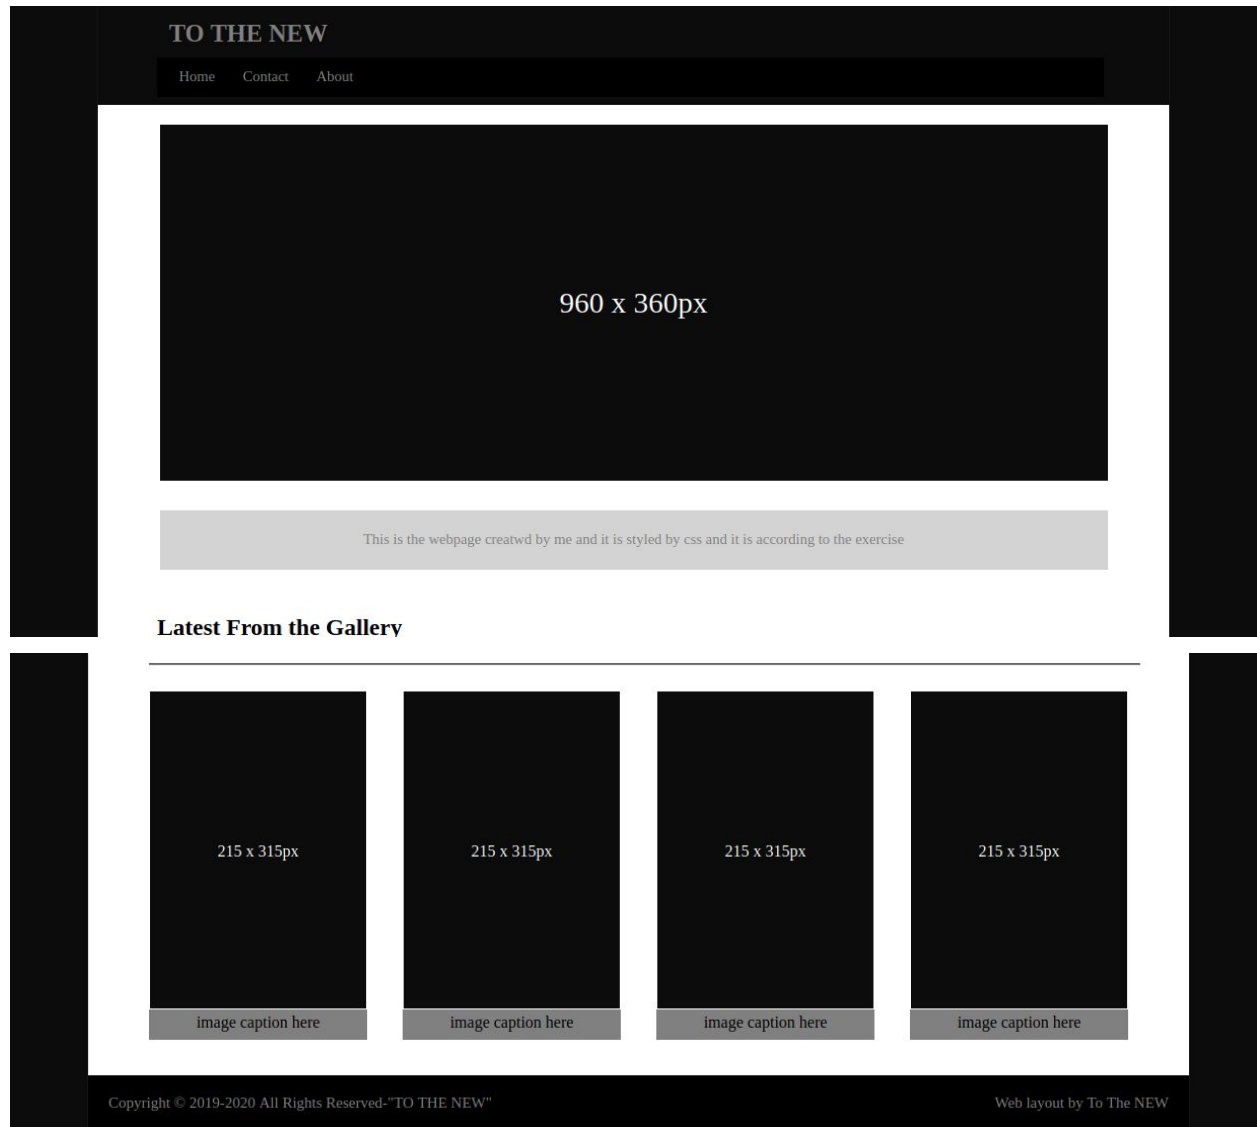 TO THE NEW
Home Contact About
960 x 360px
This is the webpage creatwd by me and it is styled by css and it is according to the exercise
Latest From the Gallery
215 x 315px 215 x 315px 215 x 315px 215 x 315px
image caption here image caption here image caption here image caption here
Copyright © 2019-2020 All Rights Reserved-"TO THE NEW" Web layout by To The NEW